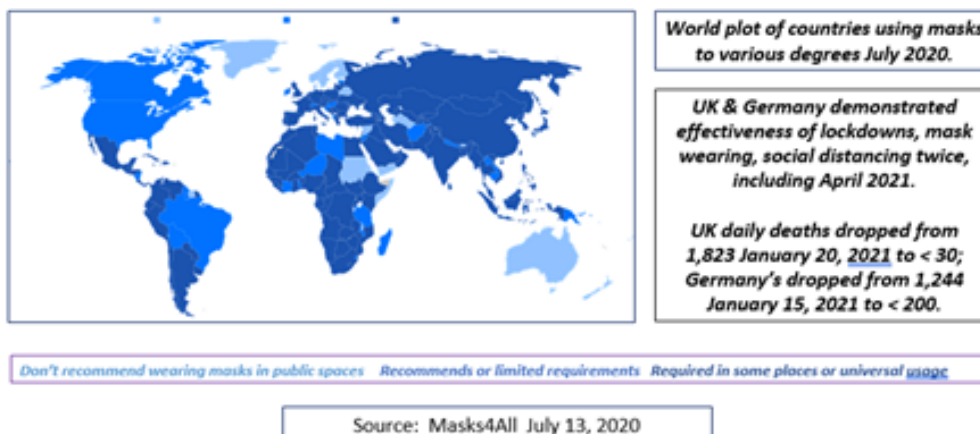 World plot of countries using masks
to various degrees July 2020.
UK & Germany demonstrated
effectiveness of lockdowns, mask
wearing, social distancing twice,
including April 2021.
UK daily deaths dropped from
1,823 January 20, 2021 to < 30;
Germany's dropped from 1,244
January 15, 2021 to < 200.
Don't recommend wearing masks in public spaces Recommends or limited requirements Required in some places or universal usage
Source: Masks4All July 13, 2020